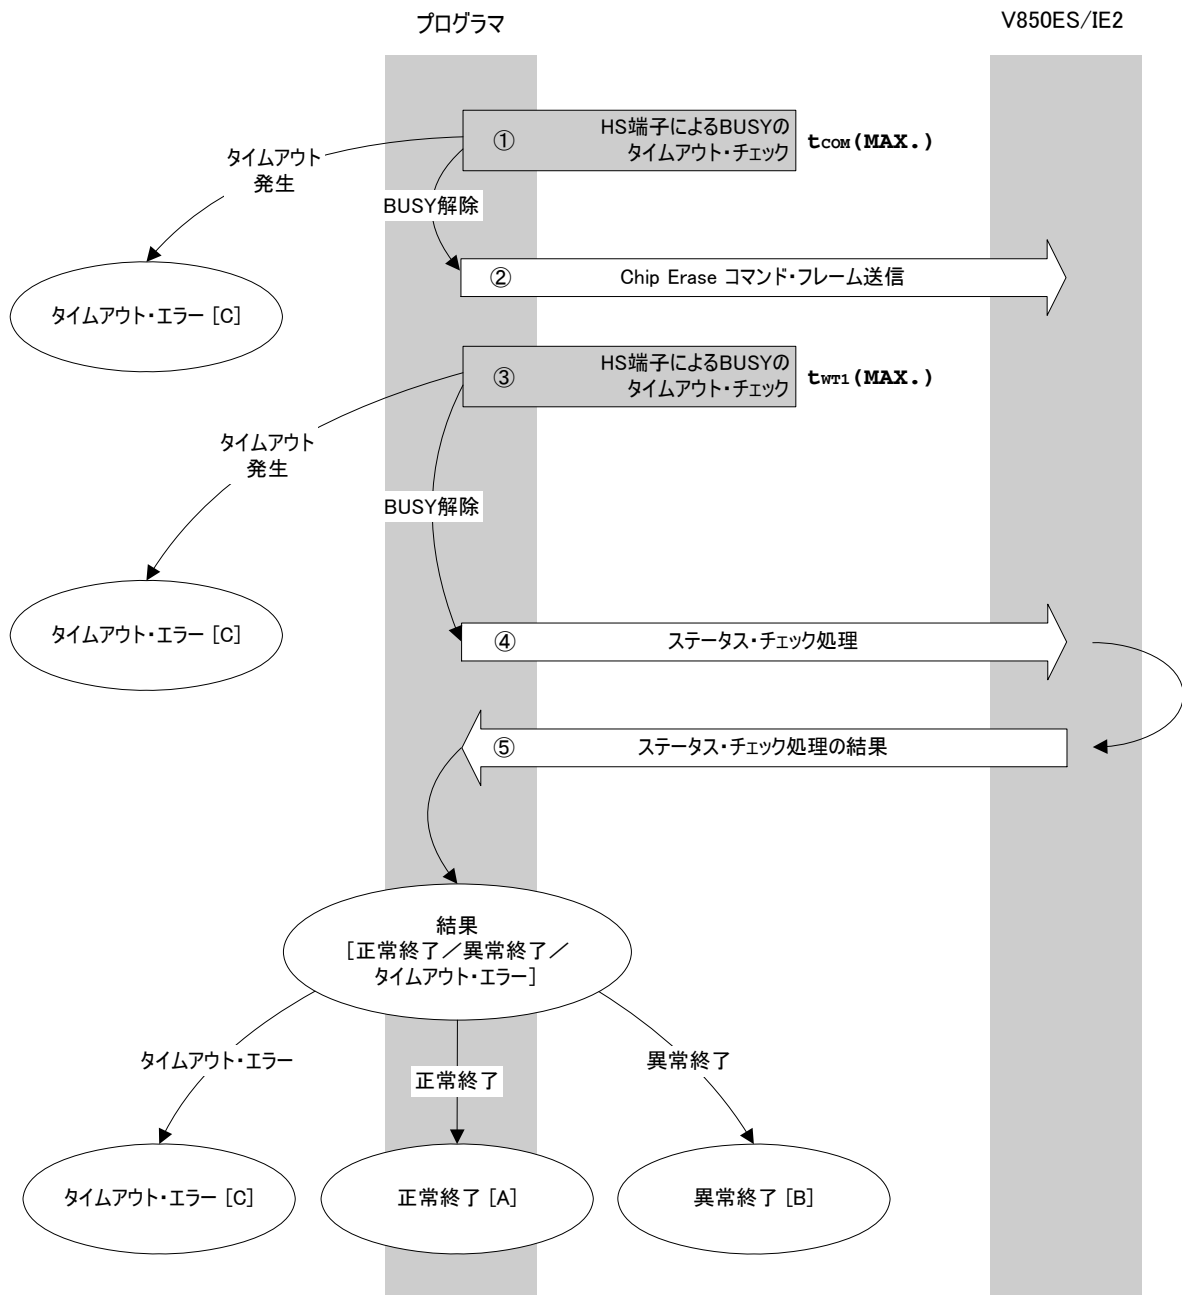 プログラマ
V850ES/IE2
①
HS端子によるBUSYの
タイムアウト・チェック
tCOM(MAX.)
タイムアウト
発生
BUSY解除
②
Chip Erase コマンド・フレーム送信
タイムアウト・エラー [C]
③
HS端子によるBUSYの
タイムアウト・チェック
tWT1(MAX.)
タイムアウト
発生
BUSY解除
タイムアウト・エラー [C]
④
ステータス・チェック処理
⑤
ステータス・チェック処理の結果
結果
[正常終了／異常終了／
タイムアウト・エラー]
タイムアウト・エラー
正常終了
異常終了
タイムアウト・エラー [C]
正常終了 [A]
異常終了 [B]